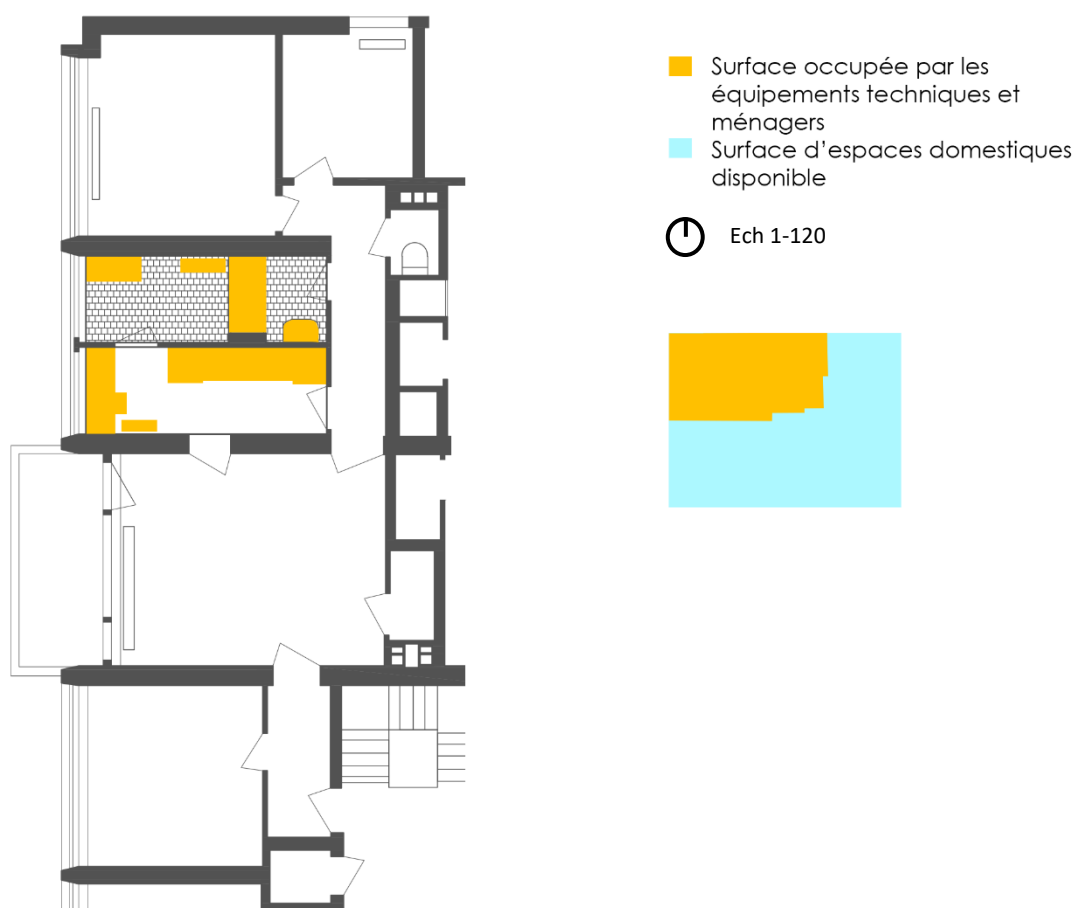 Surface occupée par les
équipements techniques et
ménagers
Surface d'espaces domestiques
disponible
Ech 1-120